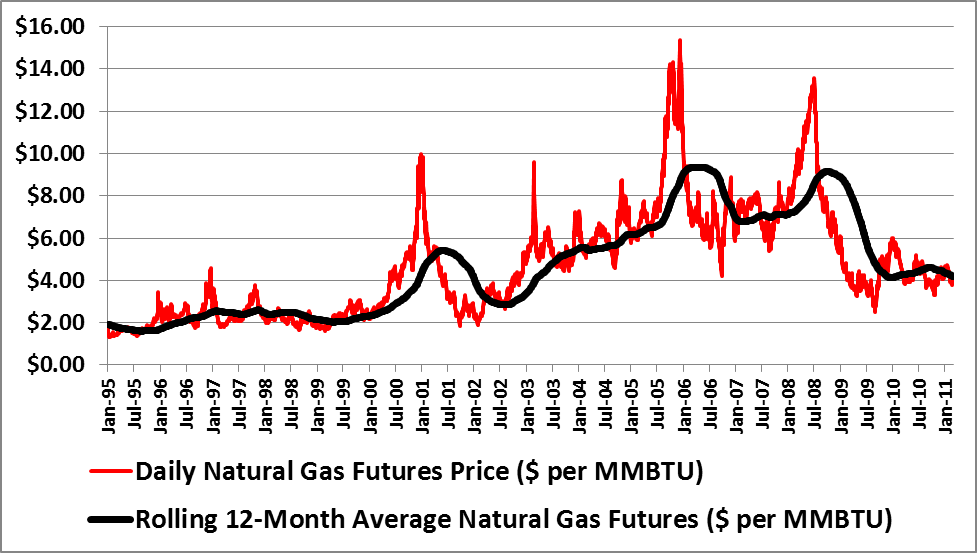 $16.00
$14.00
$12.00
$10.00
$8.00
$6.00
$4.00
$2.00
$0.00
Jan-95
Jul-95
Jan-96
Jul-96
Jan-97
Jul-97
Jan-98
Jul-98
Jan-99
Jul-99
Jan-00
Jul-00
Jan-01
Jul-01
Jan-02
Jul-02
Jan-03
Jul-03
Jan-04
Jul-04
Jan-05
Jul-05
Jan-06
Jul-06
Jan-07
Jul-07
Jan-08
Jul-08
Jan-09
Jul-09
Jan-10
Jul-10
Jan-11
Daily Natural Gas Futures Price ($ per MMBTU)
Rolling 12-Month Average Natural Gas Futures ($ per MMBTU)